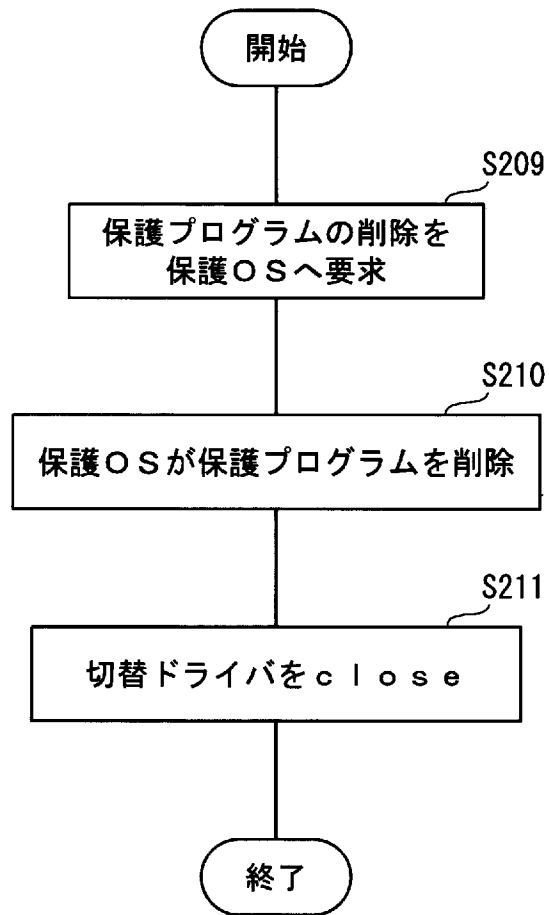 開始
S209
保護プログラムの削除を
保護ＯＳへ要求
S210
保護ＯＳが保護プログラムを削除
S211
切替ドライバをｃｌｏｓｅ
終了